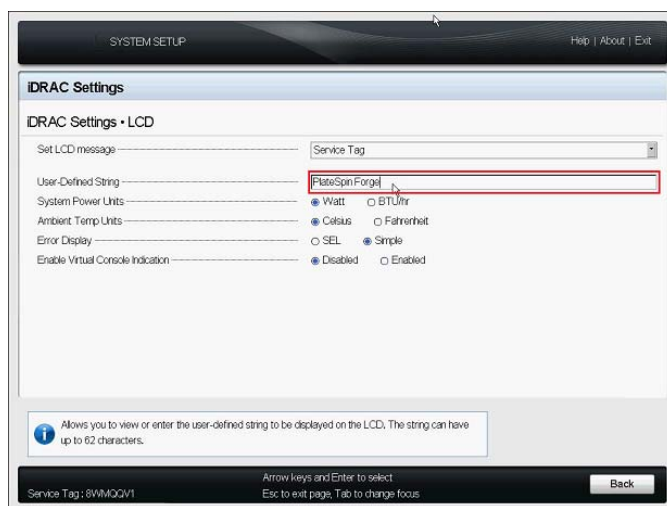 SYSTEM SETUP
Help | About | Exit
iDRAC Settings
iDRAC Settings • LCD
Set LCD message Service Tag
User-Defined String PlateSpin Forge
System Power Units Watt BTU/hr
Ambient Temp Units Celsius Fahrenheit
Error Display SEL Simple
Enable Virtual Console Indication Disabled Enabled
Allows you to view or enter the user-defined string to be displayed on the LCD. The string can have
up to 62 characters.
Arrow keys and Enter to select
Back
Service Tag : 8WMQQV1
Esc to exit page, Tab to change focus